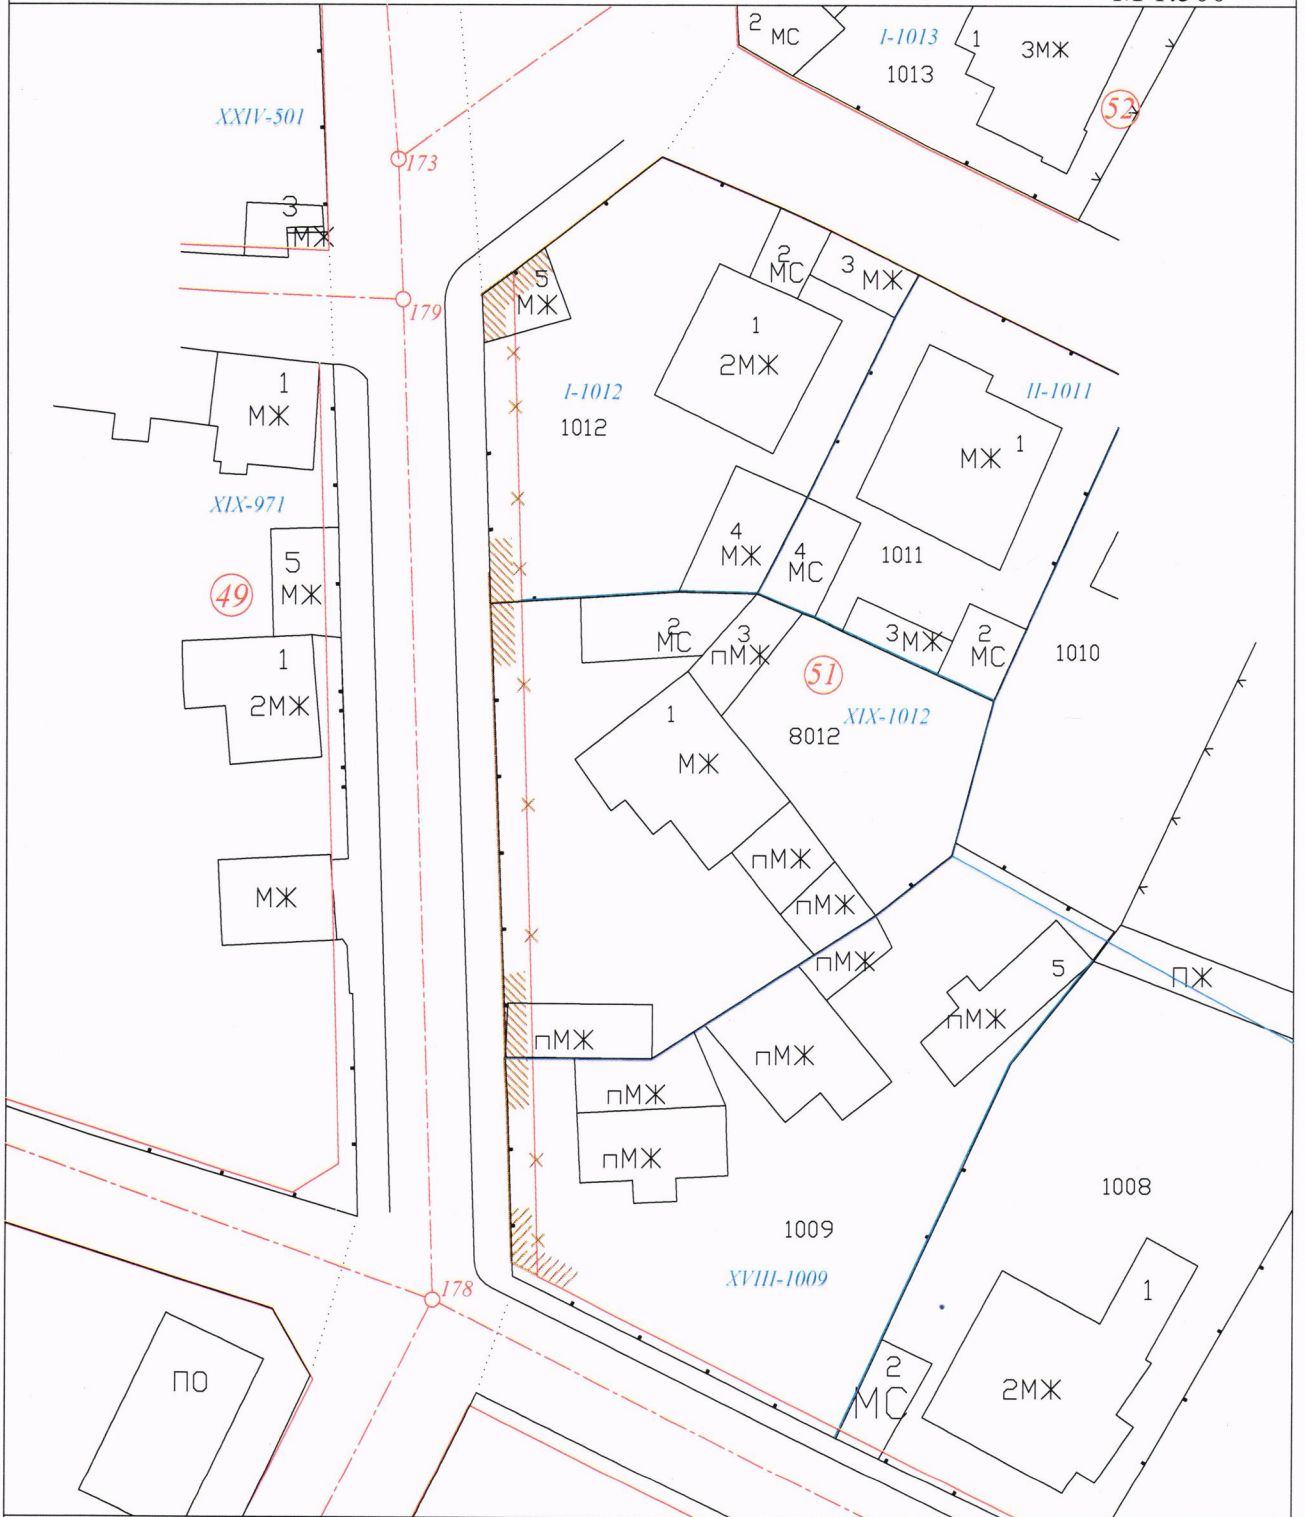 2 МС
I-1013
1013
1
3МЖ
52
XXIV-501
173
3
МЖ
179
5
МЖ
2
МС
3 МЖ
1
2МЖ
I-1012
1012
II-1011
МЖ 1
1
МЖ
XIX-971
5
МЖ
49
4
МЖ
4
МС
1011
3МЖ
2
МС
1010
2
МС
3
пМЖ
51
XIX-1012
8012
1
2МЖ
1
МЖ
пМЖ
пМЖ
МЖ
пМЖ
5
пМЖ
ПЖ
пМЖ
пМЖ
пМЖ
пМЖ
1008
1009
XVIII-1009
178
1
2МЖ
2
МС
ПО